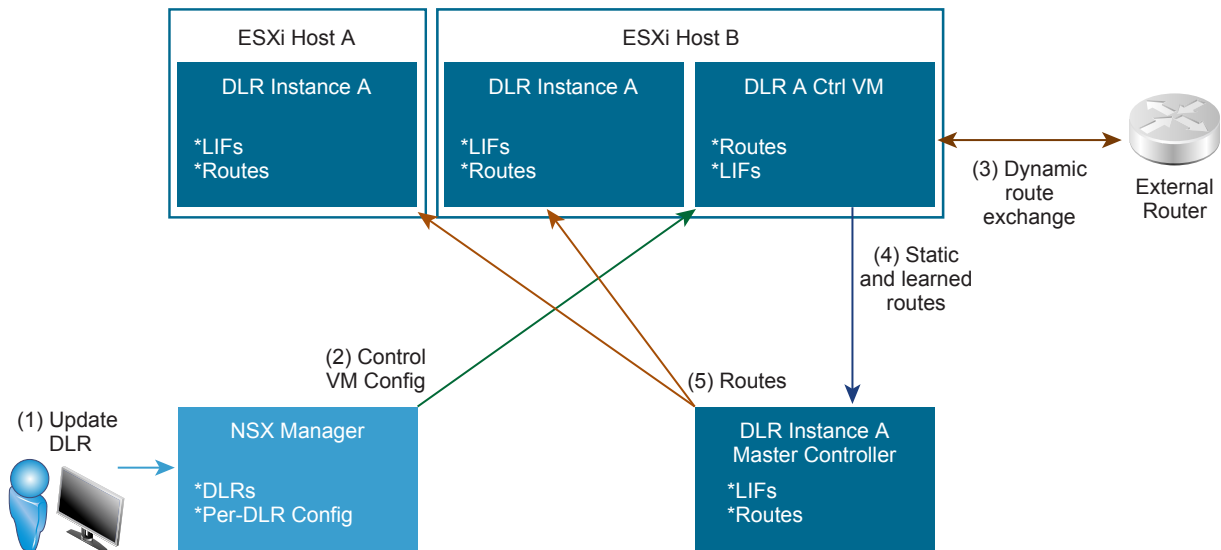 ESXi Host A
DLR Instance A
*LIFs
*Routes
ESXi Host B
DLR Instance A
*LIFs
*Routes
DLR A Ctrl VM
*Routes
*LIFs
(3) Dynamic
route
exchange
External
Router
(4) Static
and learned
routes
(2) Control
VM Config
(5) Routes
(1) Update
DLR
NSX Manager
*DLRs
*Per-DLR Config
DLR Instance A
Master Controller
*LIFs
*Routes